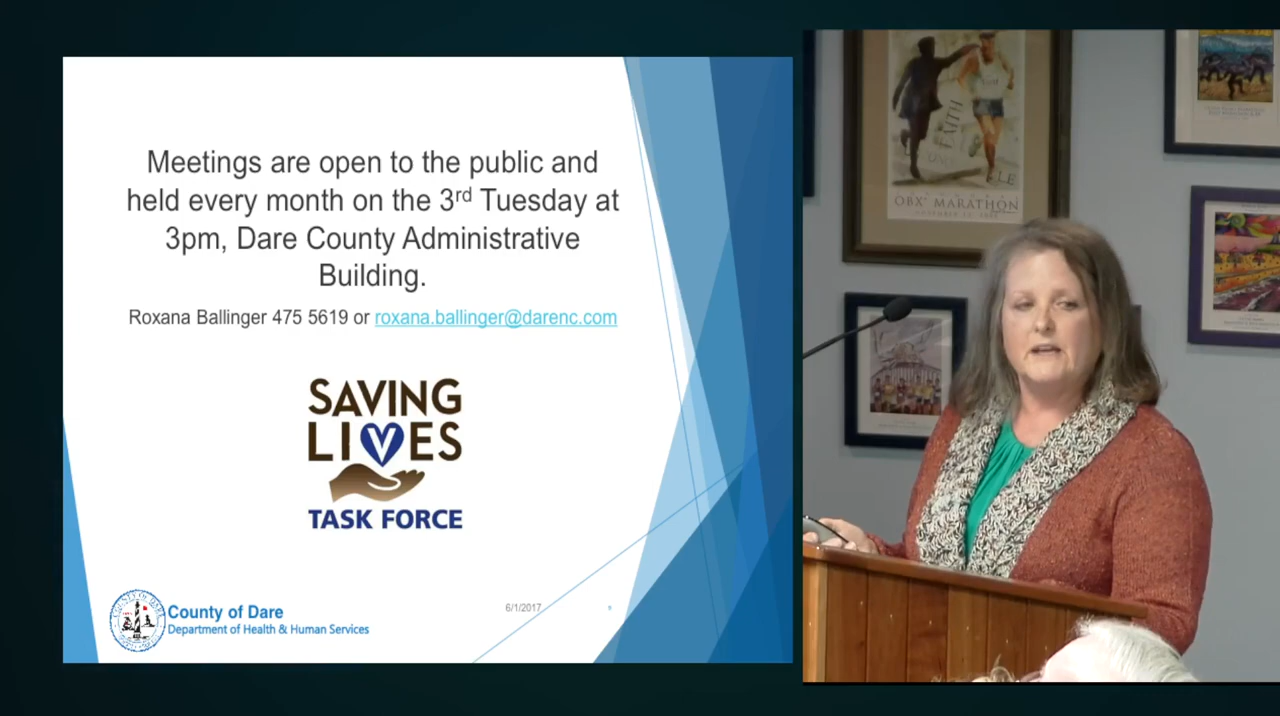 Meetings are open to the public and
held every month on the 3rd Tuesday at
3pm, Dare County Administrative
Building.
Roxana Ballinger 475 5619 or roxana.ballinger@darenc.com
SAVING
LIVES
TASK FORCE
County of Dare
Department of Health & Human Services
6/1/2017
FAITH
OBX MARATHON